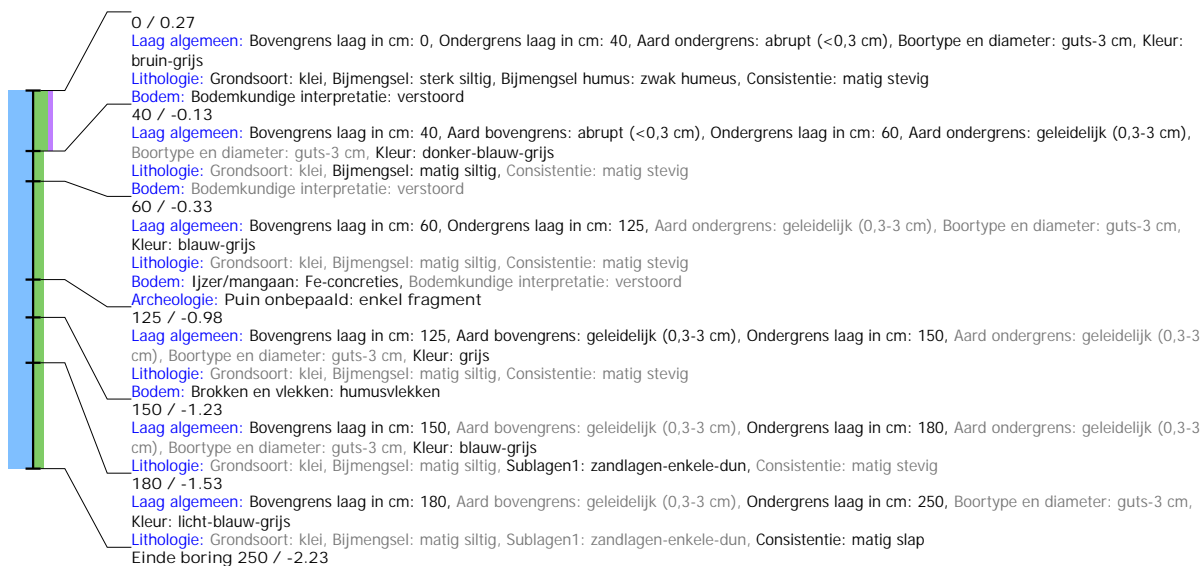 0 / 0.27
Laag algemeen: Bovengrens laag in cm: 0, Ondergrens laag in cm: 40, Aard ondergrens: abrupt (<0,3 cm), Boortype en diameter: guts-3 cm, Kleur:
bruin-grijs
Lithologie: Grondsoort: klei, Bijmengsel: sterk siltig, Bijmengsel humus: zwak humeus, Consistentie: matig stevig
Bodem: Bodemkundige interpretatie: verstoord
40 / -0.13
Laag algemeen: Bovengrens laag in cm: 40, Aard bovengrens: abrupt (<0,3 cm), Ondergrens laag in cm: 60, Aard ondergrens: geleidelijk (0,3-3 cm),
Boortype en diameter: guts-3 cm, Kleur: donker-blauw-grijs
Lithologie: Grondsoort: klei, Bijmengsel: matig siltig, Consistentie: matig stevig
Bodem: Bodemkundige interpretatie: verstoord
60 / -0.33
Laag algemeen: Bovengrens laag in cm: 60, Ondergrens laag in cm: 125, Aard ondergrens: geleidelijk (0,3-3 cm), Boortype en diameter: guts-3 cm,
Kleur: blauw-grijs
Lithologie: Grondsoort: klei, Bijmengsel: matig siltig, Consistentie: matig stevig
Bodem: Ijzer/mangaan: Fe-concreties, Bodemkundige interpretatie: verstoord
Archeologie: Puin onbepaald: enkel fragment
125 / -0.98
Laag algemeen: Bovengrens laag in cm: 125, Aard bovengrens: geleidelijk (0,3-3 cm), Ondergrens laag in cm: 150, Aard ondergrens: geleidelijk (0,3-3
cm), Boortype en diameter: guts-3 cm, Kleur: grijs
Lithologie: Grondsoort: klei, Bijmengsel: matig siltig, Consistentie: matig stevig
Bodem: Brokken en vlekken: humusvlekken
150 / -1.23
Laag algemeen: Bovengrens laag in cm: 150, Aard bovengrens: geleidelijk (0,3-3 cm), Ondergrens laag in cm: 180, Aard ondergrens: geleidelijk (0,3-3
cm), Boortype en diameter: guts-3 cm, Kleur: blauw-grijs
Lithologie: Grondsoort: klei, Bijmengsel: matig siltig, Sublagen1: zandlagen-enkele-dun, Consistentie: matig stevig
180 / -1.53
Laag algemeen: Bovengrens laag in cm: 180, Aard bovengrens: geleidelijk (0,3-3 cm), Ondergrens laag in cm: 250, Boortype en diameter: guts-3 cm,
Kleur: licht-blauw-grijs
Lithologie: Grondsoort: klei, Bijmengsel: matig siltig, Sublagen1: zandlagen-enkele-dun, Consistentie: matig slap
Einde boring 250 / -2.23